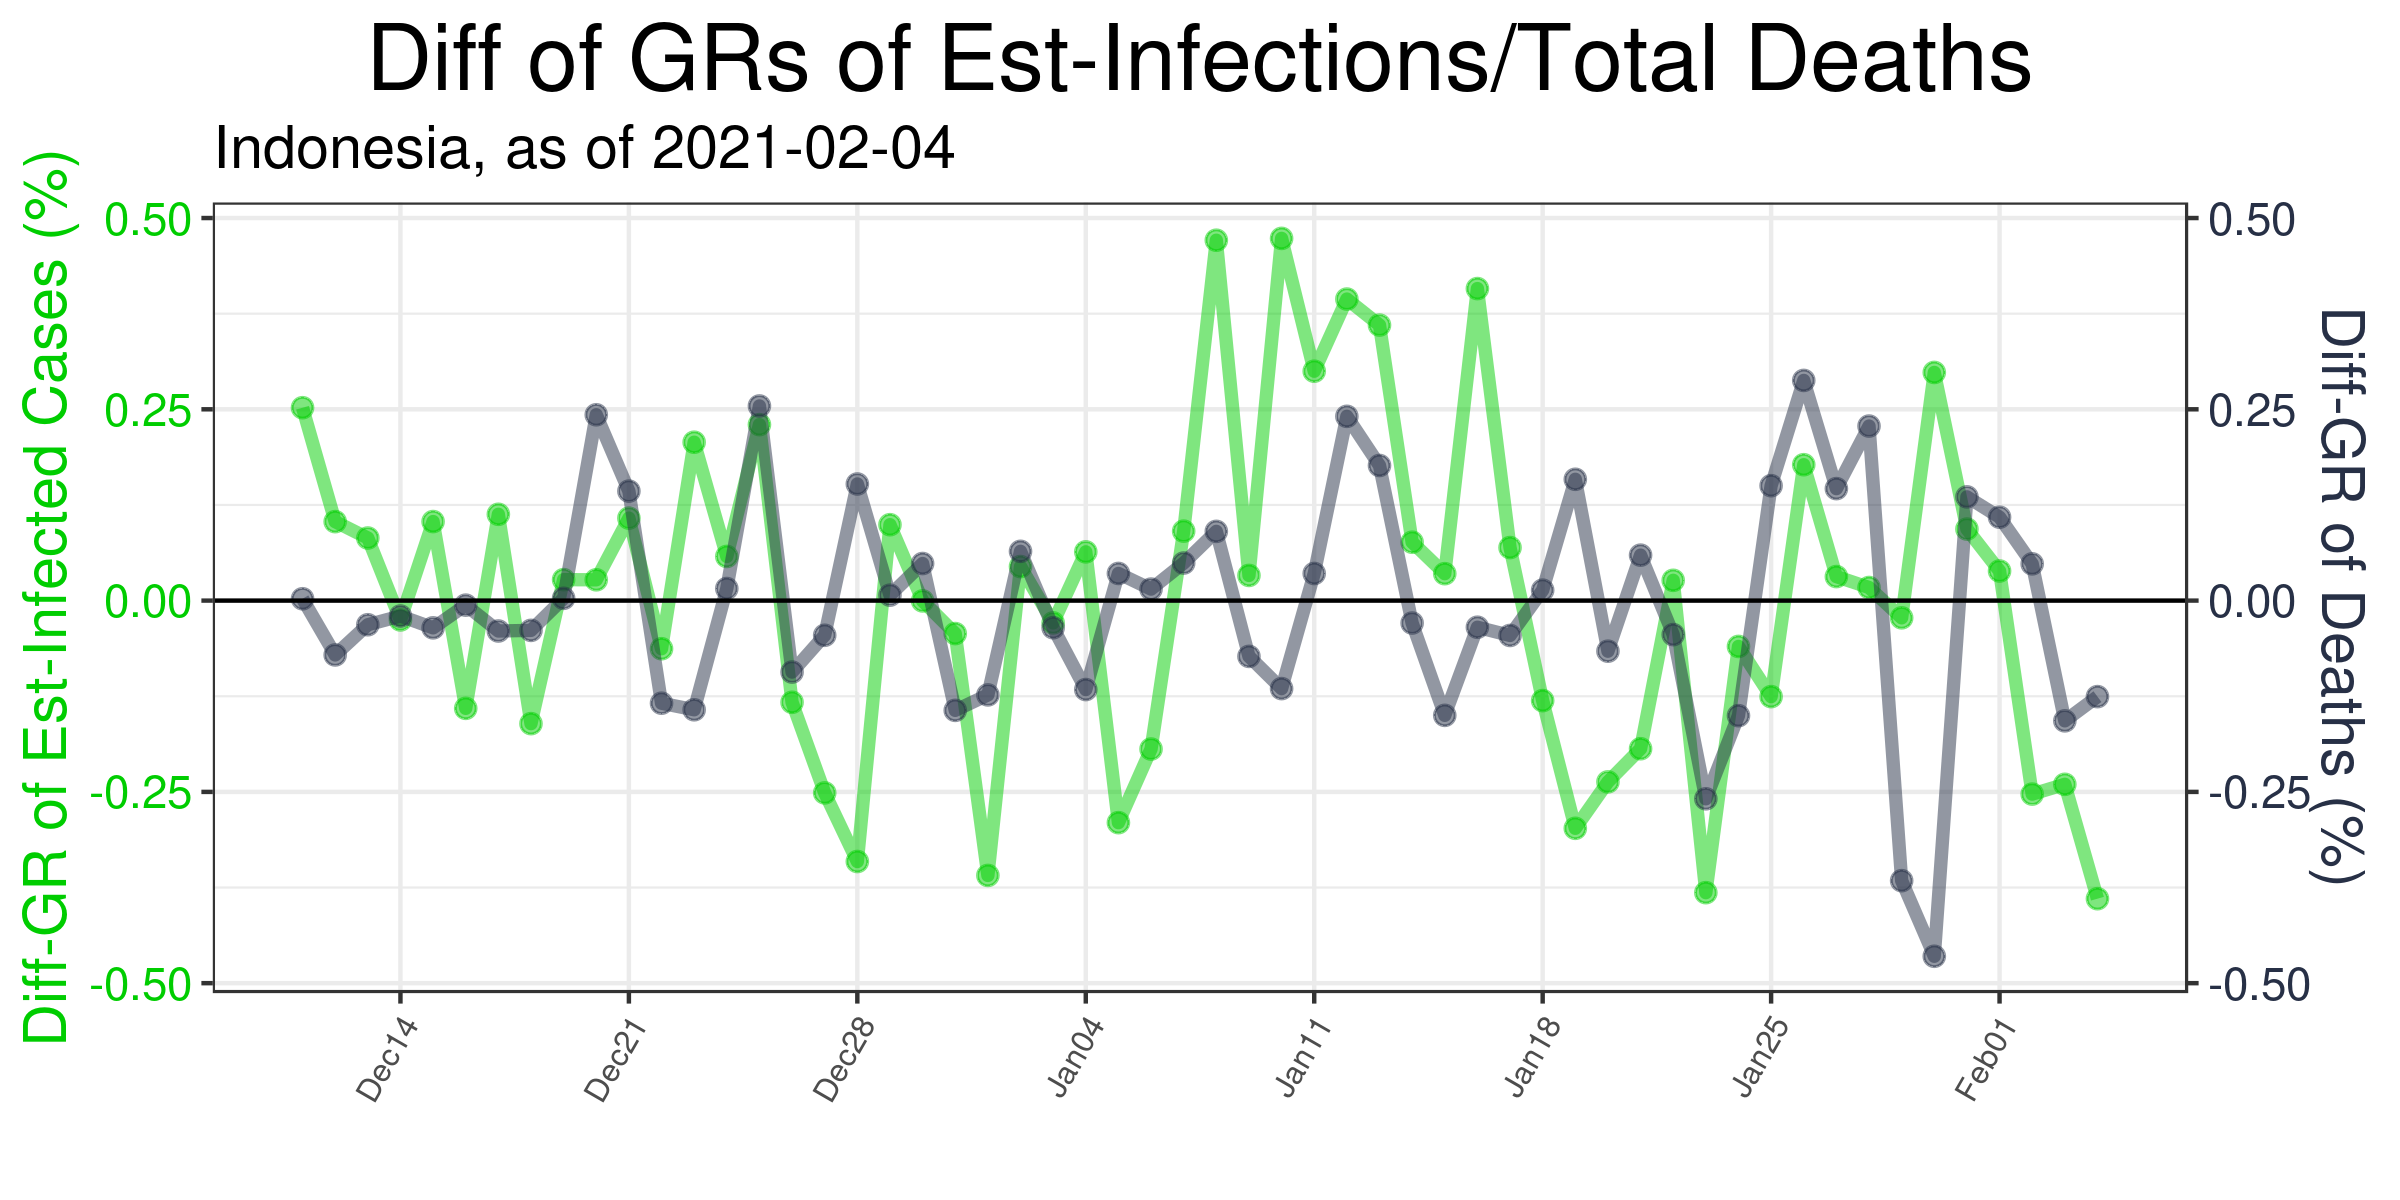 Diff of GRs of Est-Infections/Total Deaths
Indonesia, as of 2021-02-04
Diff-GR of Est-Infected Cases (%)
0.50
0.25
0.00
-0.25
-0.50
0.50
0.25
0.00
-0.25
-0.50
Diff-GR of Deaths (%)
Dec14
Dec21
Dec28
Jan04
Jan11
Jan18
Jan25
Feb01